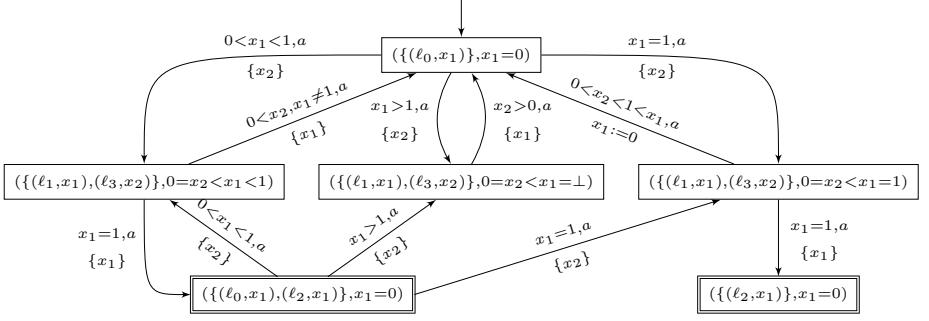 0<x₁<1,a
{x₂}
({(ℓ₀,x₁)},x₁=0)
x₁=1,a
{x₂}
0<x₂,x₁≠1,a
{x₁}
x₁>1,a
{x₂}
x₂>0,a
{x₁}
0<x₂<1<x₁,a
x₁:=0
({(ℓ₁,x₁),(ℓ₃,x₂)},0=x₂<x₁<1)
({(ℓ₁,x₁),(ℓ₃,x₂)},0=x₂<x₁=⊥)
({(ℓ₁,x₁),(ℓ₃,x₂)},0=x₂<x₁=1)
x₁=1,a
{x₁}
0<x₁<1,a
{x₂}
x₁>1,a
{x₂}
x₁=1,a
{x₂}
x₁=1,a
{x₁}
({(ℓ₀,x₁),(ℓ₂,x₁)},x₁=0)
({(ℓ₂,x₁)},x₁=0)